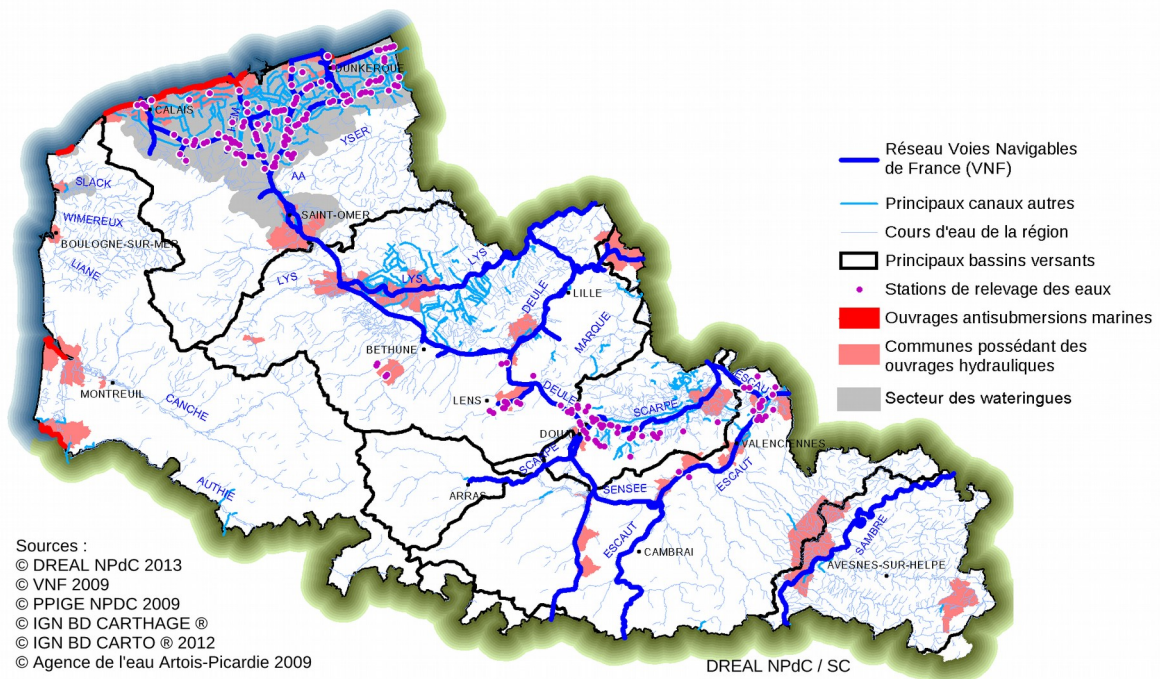 DUNKERQUE
CALAIS
YSER
AA
SLACK
SAINT-OMER
WIMEREUX
BOULOGNE-SUR-MER
LIANE
LYS
LYS
LYS
DEULE
LILLE
MARQUE
BETHUNE
MONTREUIL
CANCHE
LENS
DEULE
SCARPE
ESCAUT
DOUAI
VALENCIENNES
SCARPE
ESCAUT
AUTHIE
ARRAS
SENSEE
ESCAUT
CAMBRAI
SAMBRE
AVESNES-SUR-HELPE
Réseau Voies Navigables
de France (VNF)
Principaux canaux autres
Cours d'eau de la région
Principaux bassins versants
Stations de relevage des eaux
Ouvrages antisubmersions marines
Communes possédant des
ouvrages hydrauliques
Secteur des wateringues
Sources :
© DREAL NPdC 2013
© VNF 2009
© PPIGE NPDC 2009
© IGN BD CARTHAGE ®
© IGN BD CARTO ® 2012
© Agence de l'eau Artois-Picardie 2009
DREAL NPdC / SC